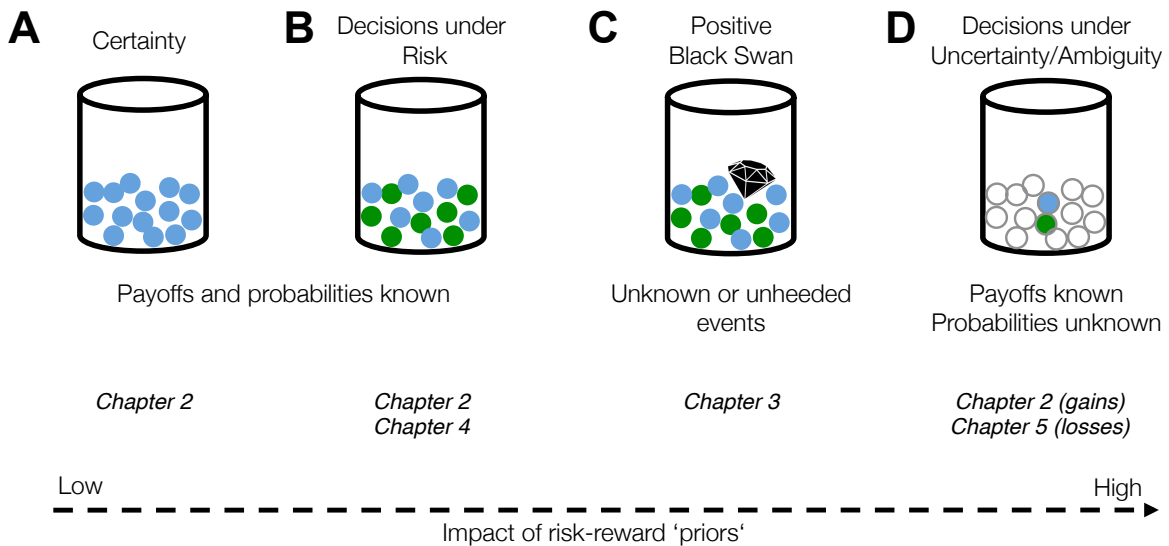 A
Certainty
B
Decisions under
Risk
C
Positive
Black Swan
D
Decisions under
Uncertainty/Ambiguity
Payoffs and probabilities known
Unknown or unheeded
events
Payoffs known
Probabilities unknown
Chapter 2
Chapter 2
Chapter 4
Chapter 3
Chapter 2 (gains)
Chapter 5 (losses)
Low
High
Impact of risk-reward ‘priors‘